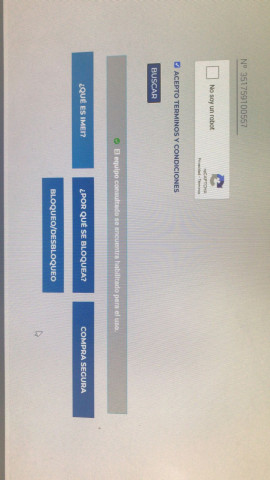 Nº 351759100557
No soy un robot
reCAPTCHA
Privacidad - Términos
ACEPTO TERMINOS Y CONDICIONES
BUSCAR
El equipo consultado se encuentra habilitado para el uso.
¿QUÉ ES IMEI?
¿POR QUÉ SE BLOQUEA?
COMPRA SEGURA
BLOQUEO/DESBLOQUEO